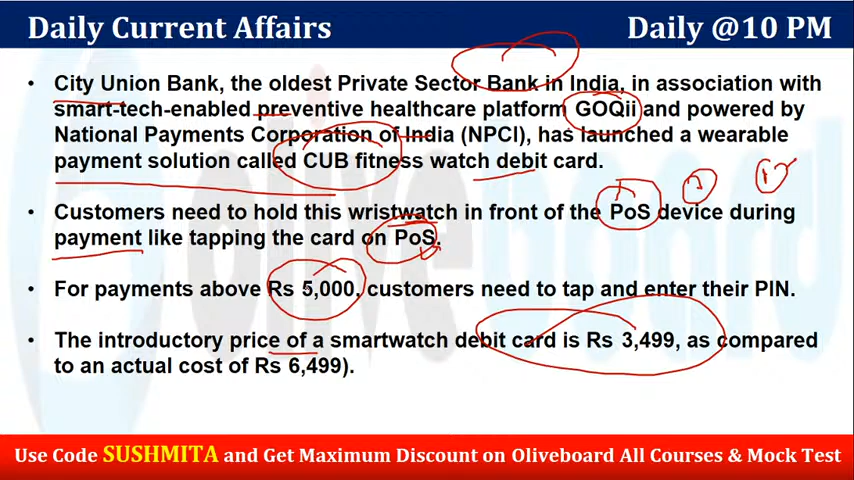 Daily Current Affairs
Daily @10 PM
• City Union Bank, the oldest Private Sector Bank in India, in association with
smart-tech-enabled preventive healthcare platform GOQii and powered by
National Payments Corporation of India (NPCI), has launched a wearable
payment solution called CUB fitness watch debit card.
• Customers need to hold this wristwatch in front of the PoS device during
payment like tapping the card on PoS.
• For payments above Rs 5,000, customers need to tap and enter their PIN.
• The introductory price of a smartwatch debit card is Rs 3,499, as compared
to an actual cost of Rs 6,499).
Use Code SUSHMITA and Get Maximum Discount on Oliveboard All Courses & Mock Test